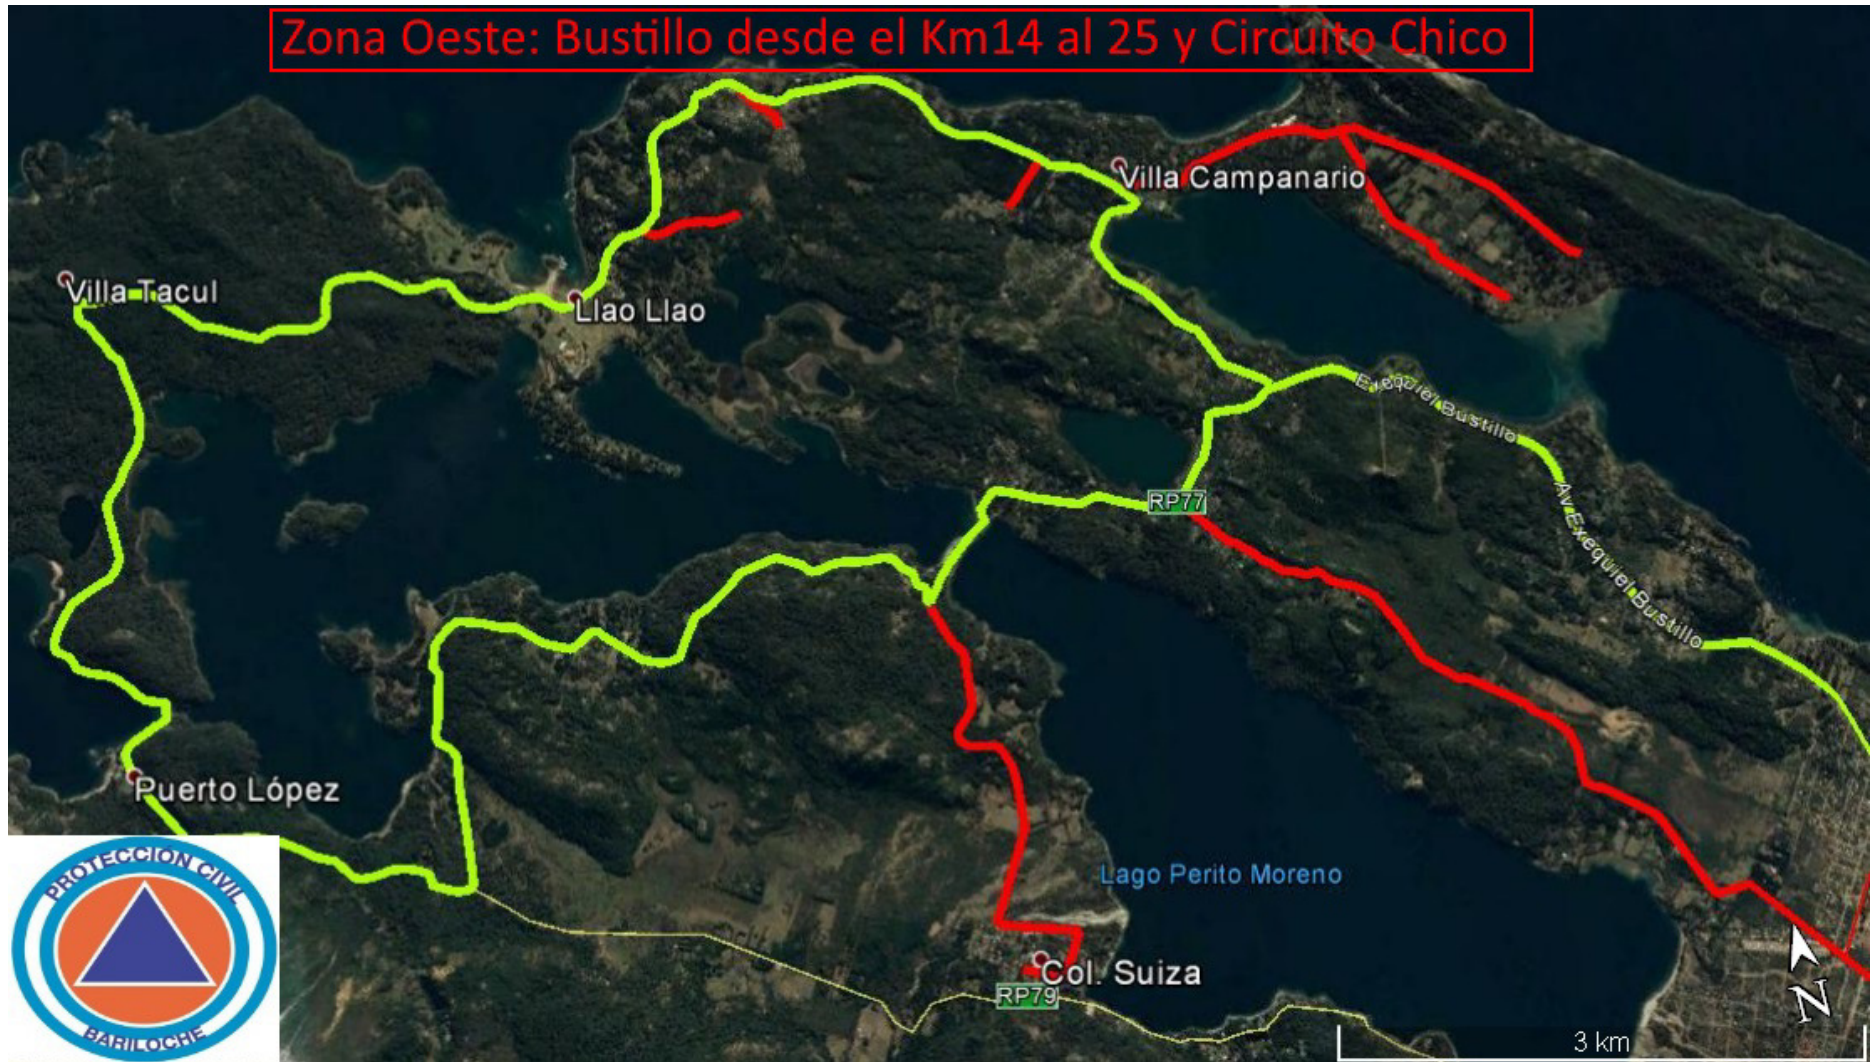 Zona Oeste: Bustillo desde el Km14 al 25 y Circuito Chico
Villa Campanario
Villa Tacul
Llao Llao
Exequiel Bustillo
RP77
Av Exequiel Bustillo
Puerto López
PROTECCIÓN CIVIL
BARILOCHE
Lago Perito Moreno
Col. Suiza
RP79
N
3 km